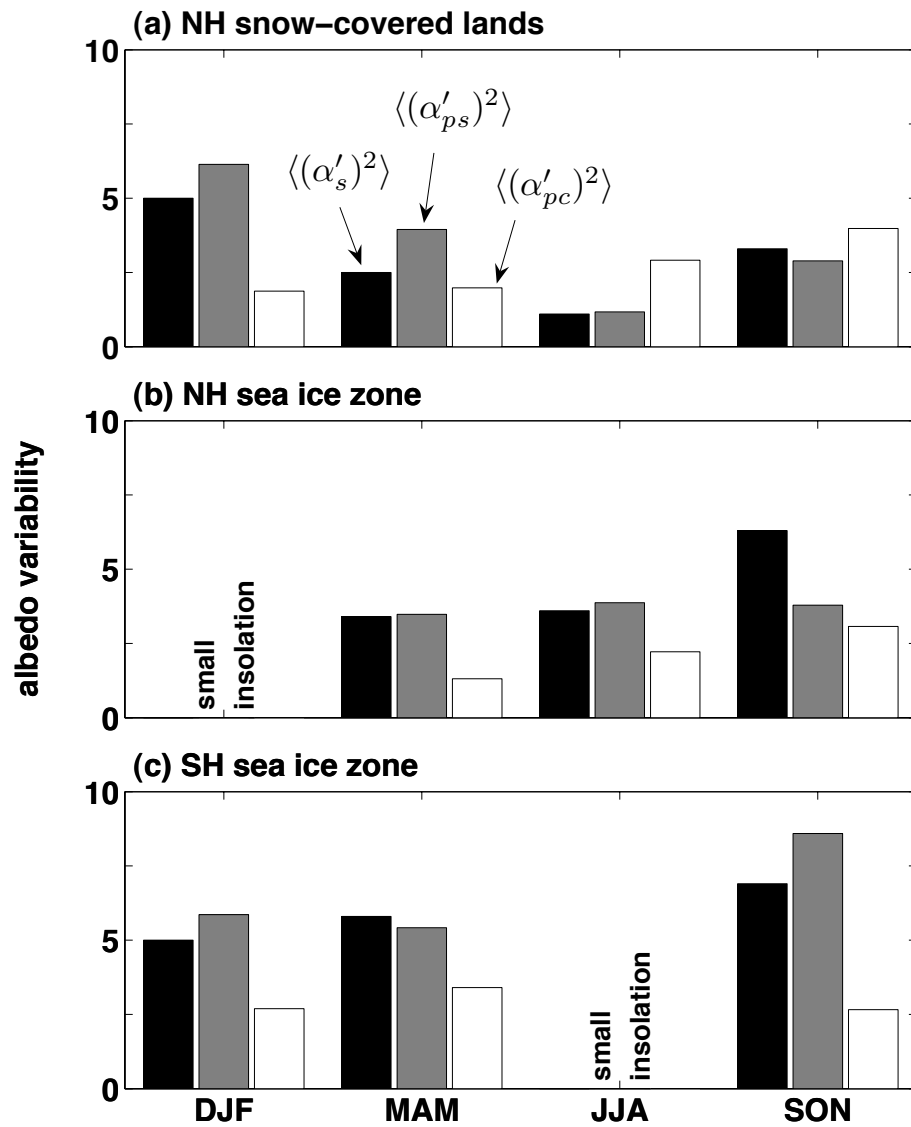 (a) NH snow−covered lands
10
5
0
⟨(α′ₛ)²⟩
⟨(α′ₚₛ)²⟩
⟨(α′_{pc})²⟩
(b) NH sea ice zone
10
5
0
small
insolation
albedo variability
(c) SH sea ice zone
10
5
0
small
insolation
DJF
MAM
JJA
SON